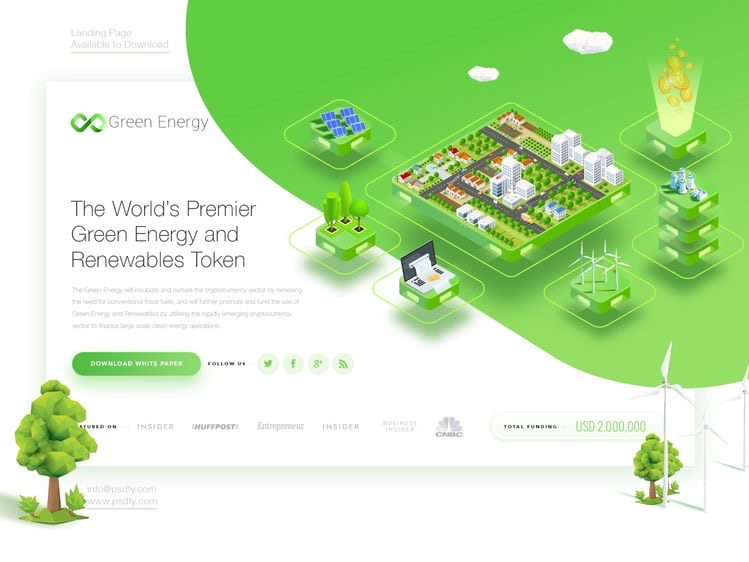 Landing Page
Available to Download
Green Energy
The World's Premier
Green Energy and
Renewables Token
The Green Energy will incubate and nurture the cryptocurrency sector by removing
the need for conventional fossil fuels, and will further promote and fund the use of
Green Energy and Renewables by utilising the rapidly emerging cryptocurrency
sector to finance large scale clean energy operations.
DOWNLOAD WHITE PAPER
FOLLOW US
ATURED ON
INSIDER
HUFFPOST
Entrepreneur
INSIDER
BUSINESS
INSIDER
CNBC
TOTAL FUNDING
USD 2,000,000
info@psdfy.com
www.psdfy.com